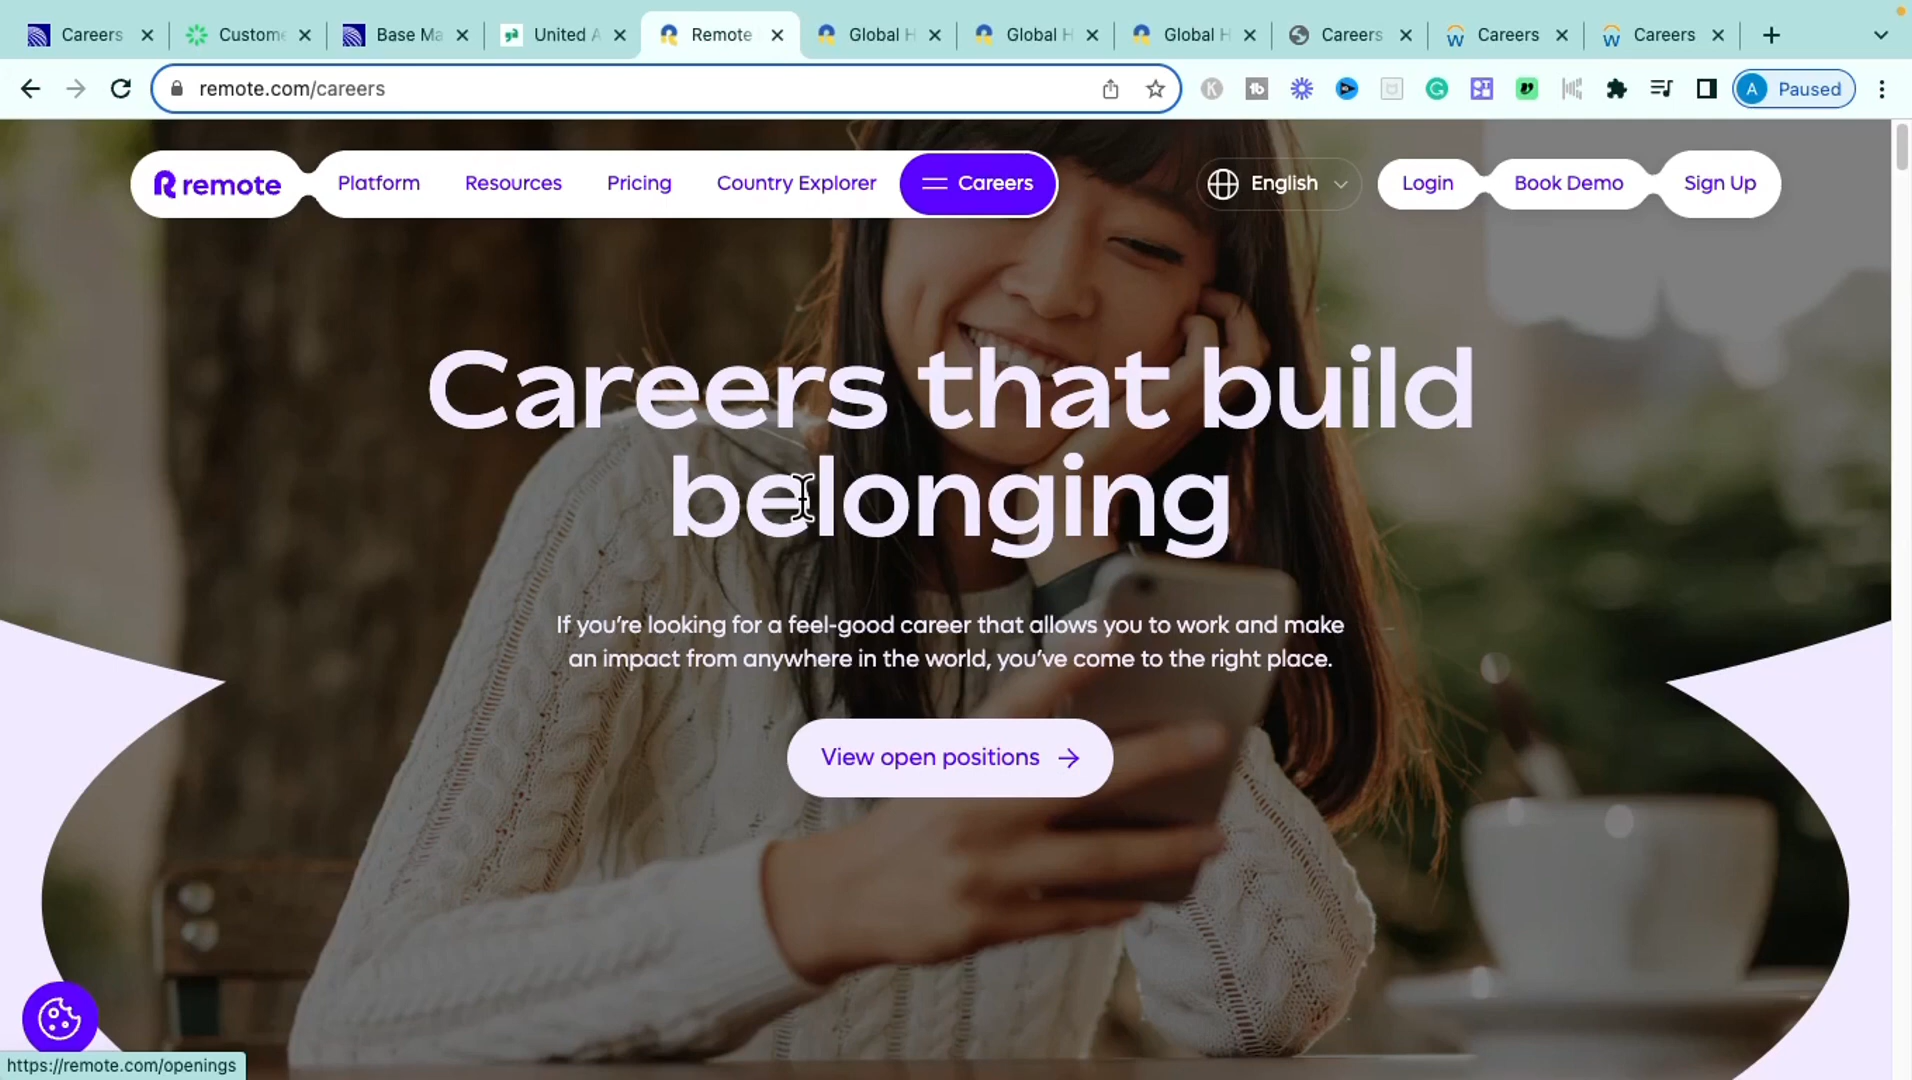 Careers
Custome
Base Ma
United A
Remote
Global H
Global H
Global H
Careers
Careers
Careers
remote.com/careers
A Paused
remote
Platform
Resources
Pricing
Country Explorer
Careers
English
Login
Book Demo
Sign Up
Careers that build
belonging
If you’re looking for a feel-good career that allows you to work and make
an impact from anywhere in the world, you’ve come to the right place.
View open positions
https://remote.com/openings